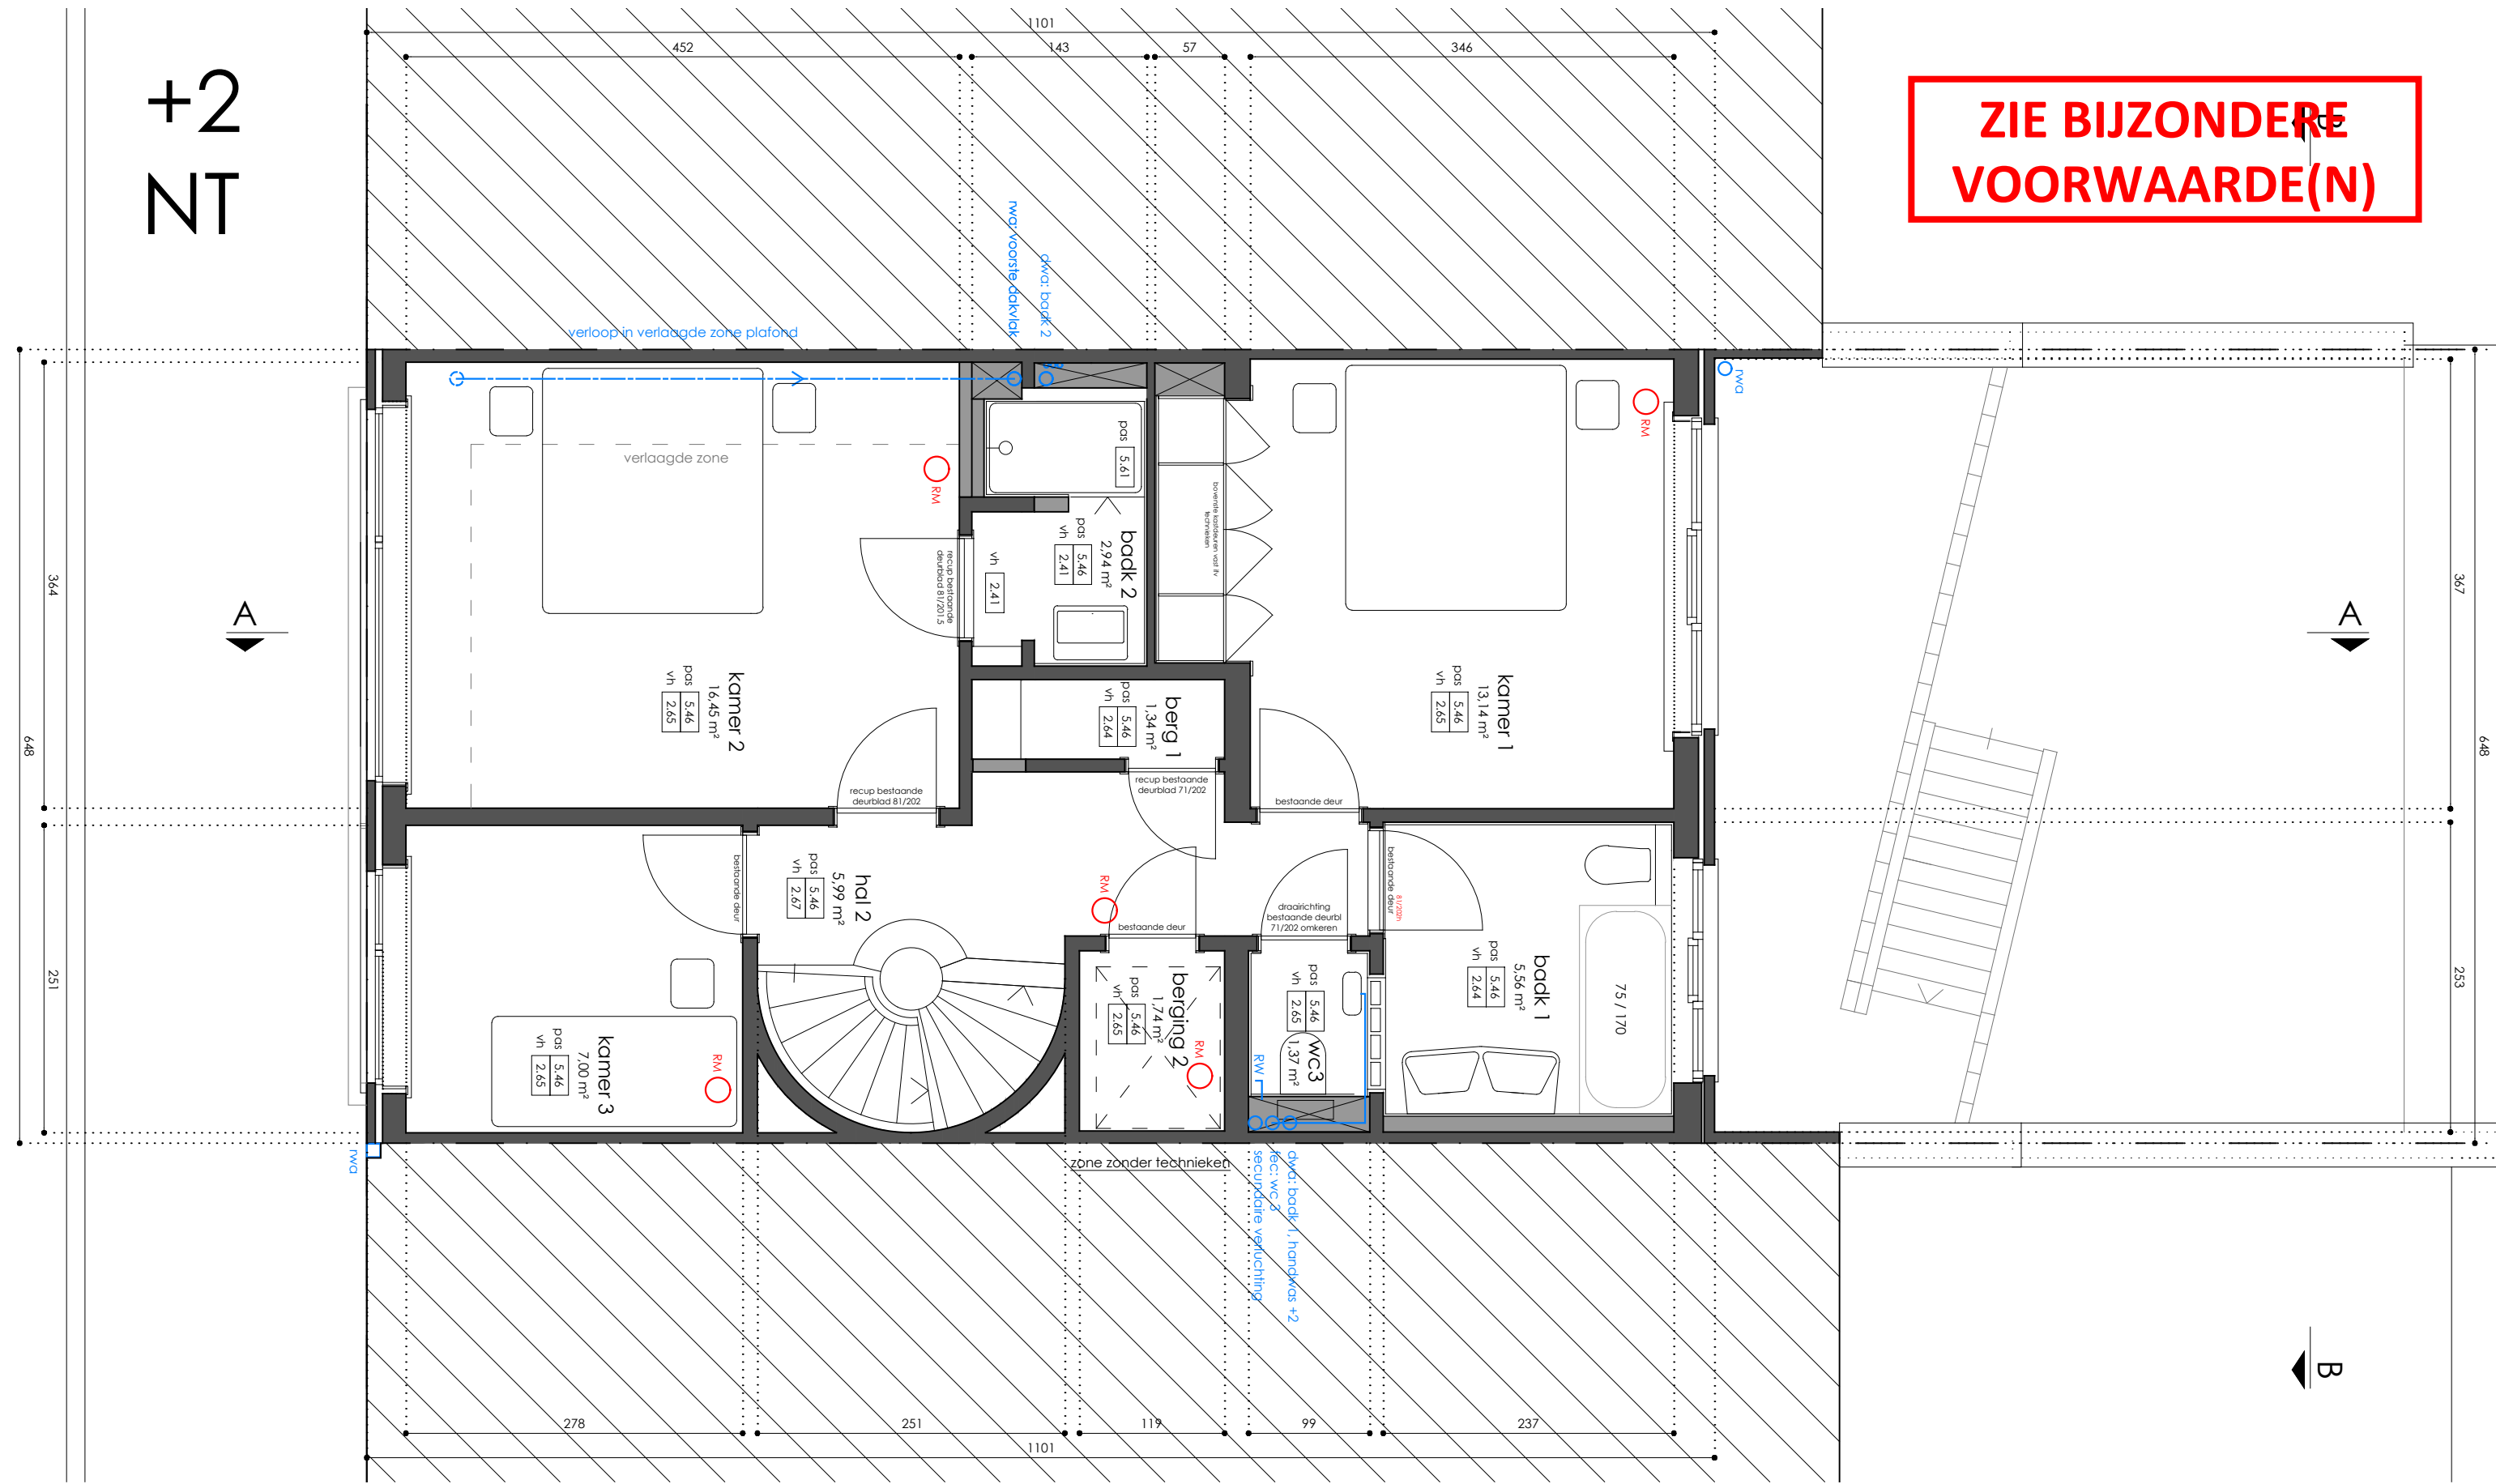 +2
NT
ZIE BIJZONDERE
VOORWAARDE(N)
B
1101
452
143
57
346
rwa: voorste dakvlak
dwa: badk 2
verloop in verlaagde zone plafond
rwa
RM
verlaagde zone
RM
pas 5.61
bovenste kastdeuren vast ifv
technieken
badk 2
2,94 m²
pas 5.46
vh 2.41
vh 2.41
recup bestaande
deurblad 81/201.5
364
648
367
648
A
A
kamer 2
16,45 m²
pas 5.46
vh 2.65
berg 1
1,34 m²
pas 5.46
vh 2.64
kamer 1
13,14 m²
pas 5.46
vh 2.65
recup bestaande
deurblad 81/202
recup bestaande
deurblad 71/202
bestaande deur
bestaande deur
hal 2
5,99 m²
pas 5.46
vh 2.67
RM
bestaande deur
draairichting
bestaande deurbl
71/202 omkeren
81/202h
bestaande deur
251
253
kamer 3
7,00 m²
pas 5.46
vh 2.65
RM
berging 2
1,74 m²
pas 5.46
vh 2.65
RM
wc3
1,37 m²
pas 5.46
vh 2.65
RW
badk 1
5,56 m²
pas 5.46
vh 2.64
75 / 170
rwa
zone zonder technieken
dwa: badk 1, handwas +2
fec: wc 3
secundaire verluchting
B
278
251
119
99
237
1101